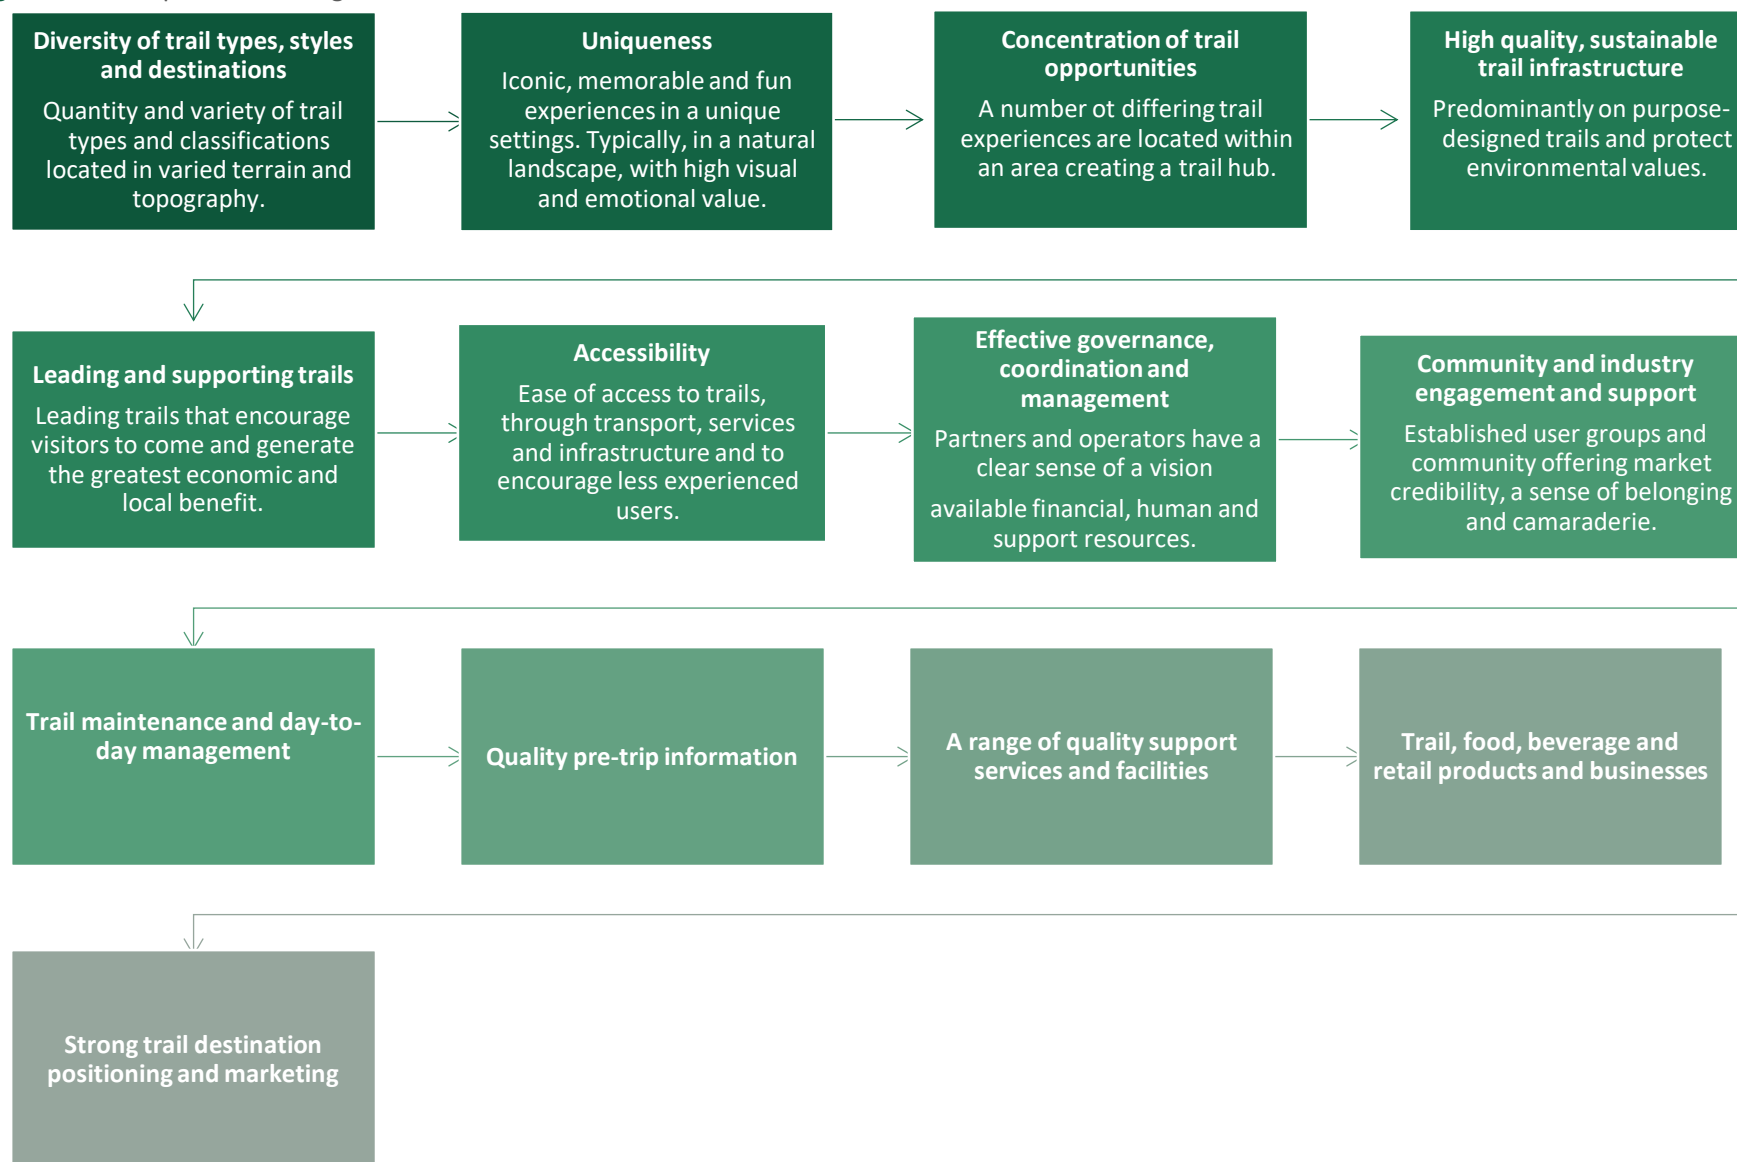 Diversity of trail types, styles
and destinations
Quantity and variety of trail
types and classifications
located in varied terrain and
topography.
Uniqueness
Iconic, memorable and fun
experiences in a unique
settings. Typically, in a natural
landscape, with high visual
and emotional value.
Concentration of trail
opportunities
A number ot differing trail
experiences are located within
an area creating a trail hub.
High quality, sustainable
trail infrastructure
Predominantly on purpose-
designed trails and protect
environmental values.
Leading and supporting trails
Leading trails that encourage
visitors to come and generate
the greatest economic and
local benefit.
Accessibility
Ease of access to trails,
through transport, services
and infrastructure and to
encourage less experienced
users.
Effective governance,
coordination and
management
Partners and operators have a
clear sense of a vision
available financial, human and
support resources.
Community and industry
engagement and support
Established user groups and
community offering market
credibility, a sense of belonging
and camaraderie.
Trail maintenance and day-to-
day management
Quality pre-trip information
A range of quality support
services and facilities
Trail, food, beverage and
retail products and businesses
Strong trail destination
positioning and marketing